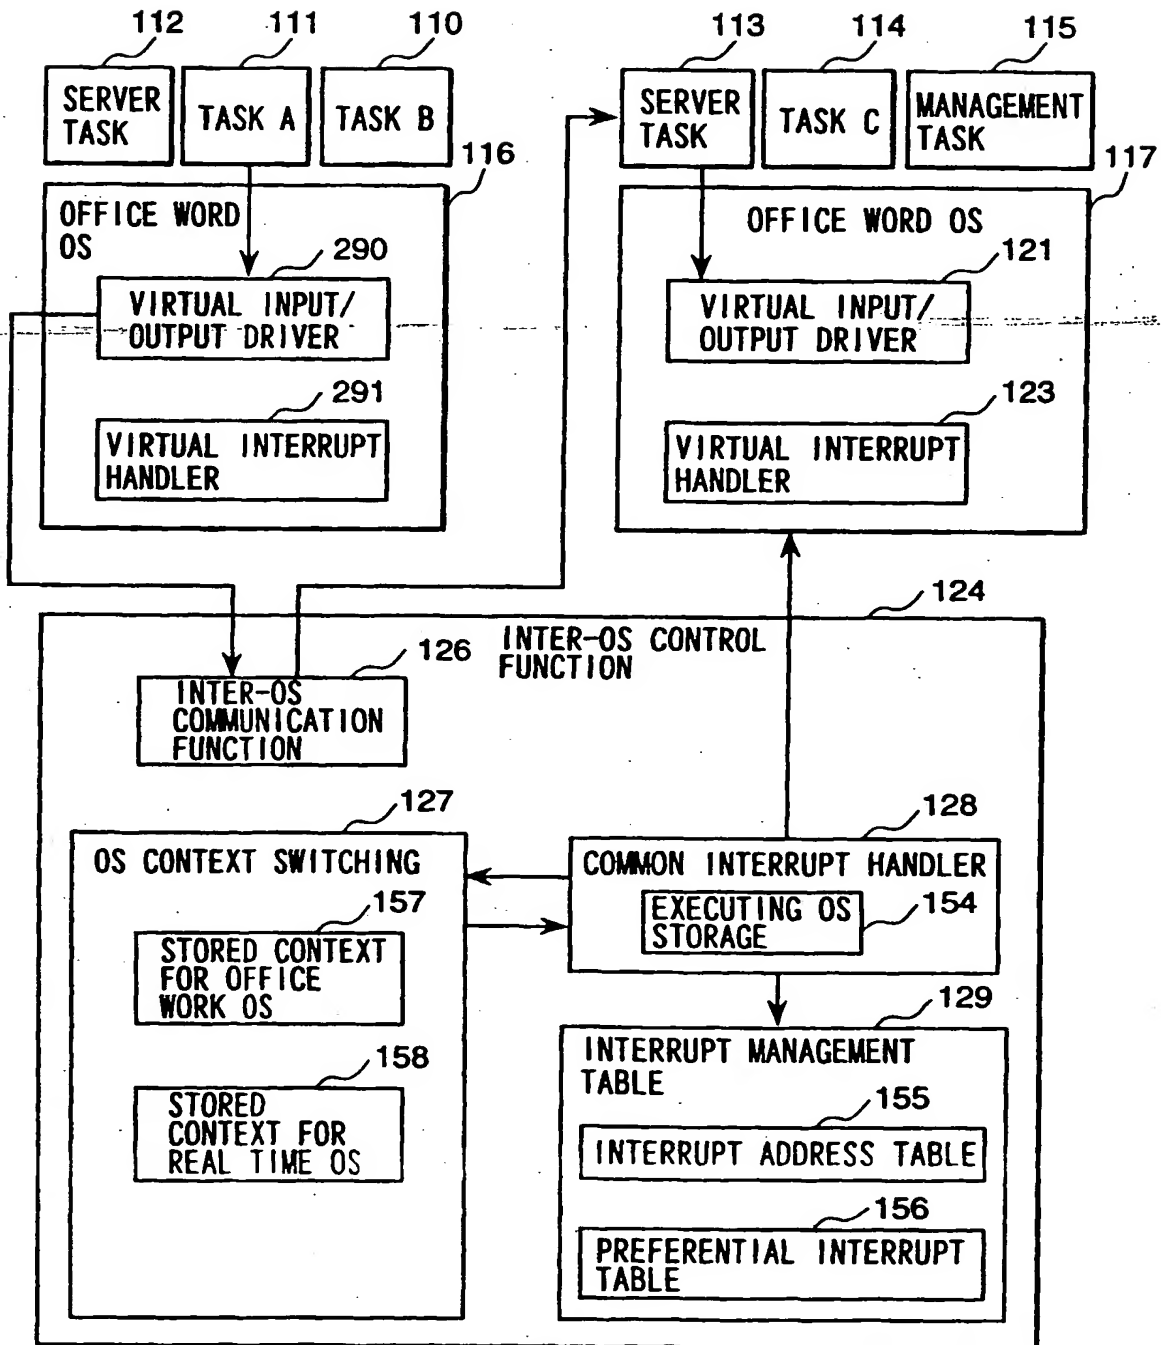 112
111
110
113
114
115
SERVER
TASK
TASK A
TASK B
SERVER
TASK
TASK C
MANAGEMENT
TASK
116
117
OFFICE WORD
OS
290
VIRTUAL INPUT/
OUTPUT DRIVER
291
VIRTUAL INTERRUPT
HANDLER
OFFICE WORD OS
121
VIRTUAL INPUT/
OUTPUT DRIVER
123
VIRTUAL INTERRUPT
HANDLER
124
INTER-OS CONTROL
FUNCTION
126
INTER-OS
COMMUNICATION
FUNCTION
127
OS CONTEXT SWITCHING
157
STORED CONTEXT
FOR OFFICE
WORK OS
158
STORED
CONTEXT FOR
REAL TIME OS
128
COMMON INTERRUPT HANDLER
EXECUTING OS
STORAGE
154
129
INTERRUPT MANAGEMENT
TABLE
155
INTERRUPT ADDRESS TABLE
156
PREFERENTIAL INTERRUPT
TABLE